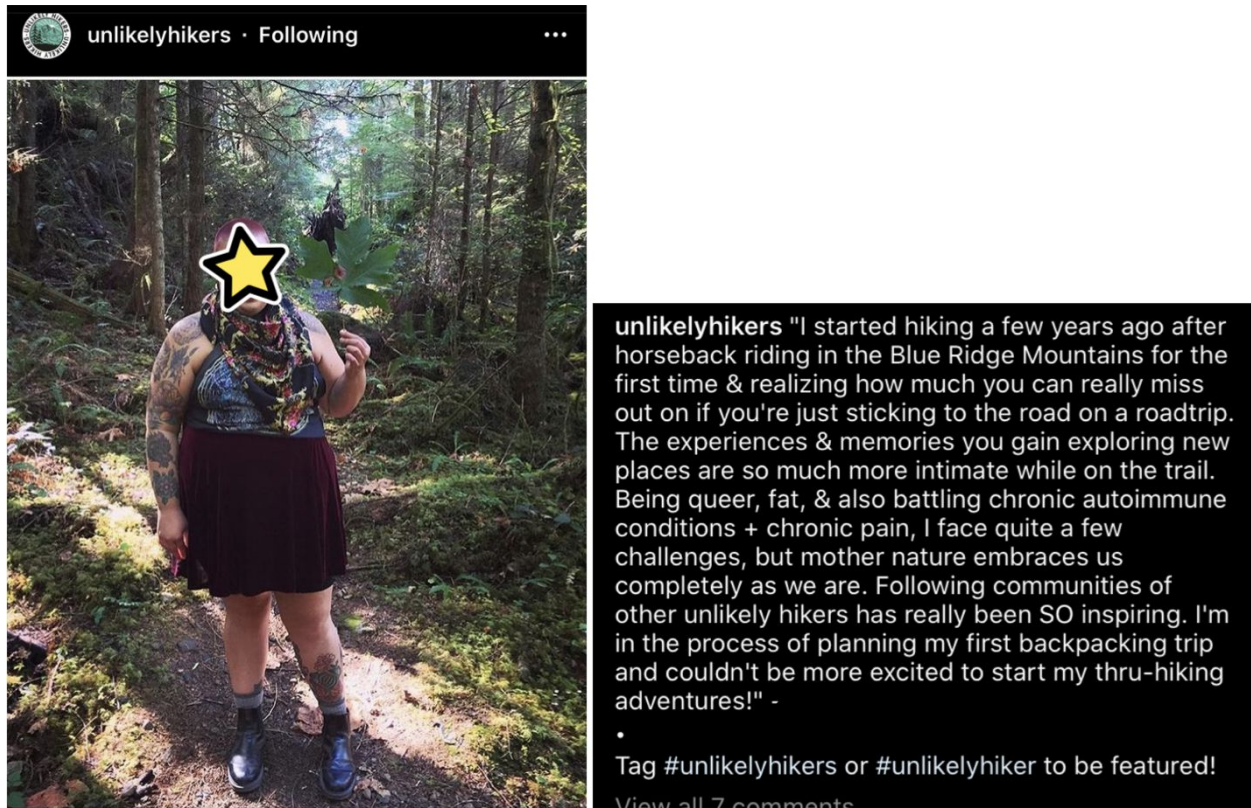 unlikelyhikers · Following
unlikelyhikers "I started hiking a few years ago after
horseback riding in the Blue Ridge Mountains for the
first time & realizing how much you can really miss
out on if you're just sticking to the road on a roadtrip.
The experiences & memories you gain exploring new
places are so much more intimate while on the trail.
Being queer, fat, & also battling chronic autoimmune
conditions + chronic pain, I face quite a few
challenges, but mother nature embraces us
completely as we are. Following communities of
other unlikely hikers has really been SO inspiring. I'm
in the process of planning my first backpacking trip
and couldn't be more excited to start my thru-hiking
adventures!" -
.
Tag #unlikelyhikers or #unlikelyhiker to be featured!
View all 7 comments